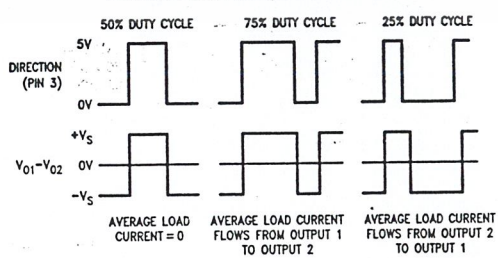 50% DUTY CYCLE 75% DUTY CYCLE 25% DUTY CYCLE
5V
DIRECTION
(PIN 3)
0V
+VS
VO1-VO2 0V
-VS
AVERAGE LOAD
CURRENT = 0
AVERAGE LOAD CURRENT
FLOWS FROM OUTPUT 1
TO OUTPUT 2
AVERAGE LOAD CURRENT
FLOWS FROM OUTPUT 2
TO OUTPUT 1